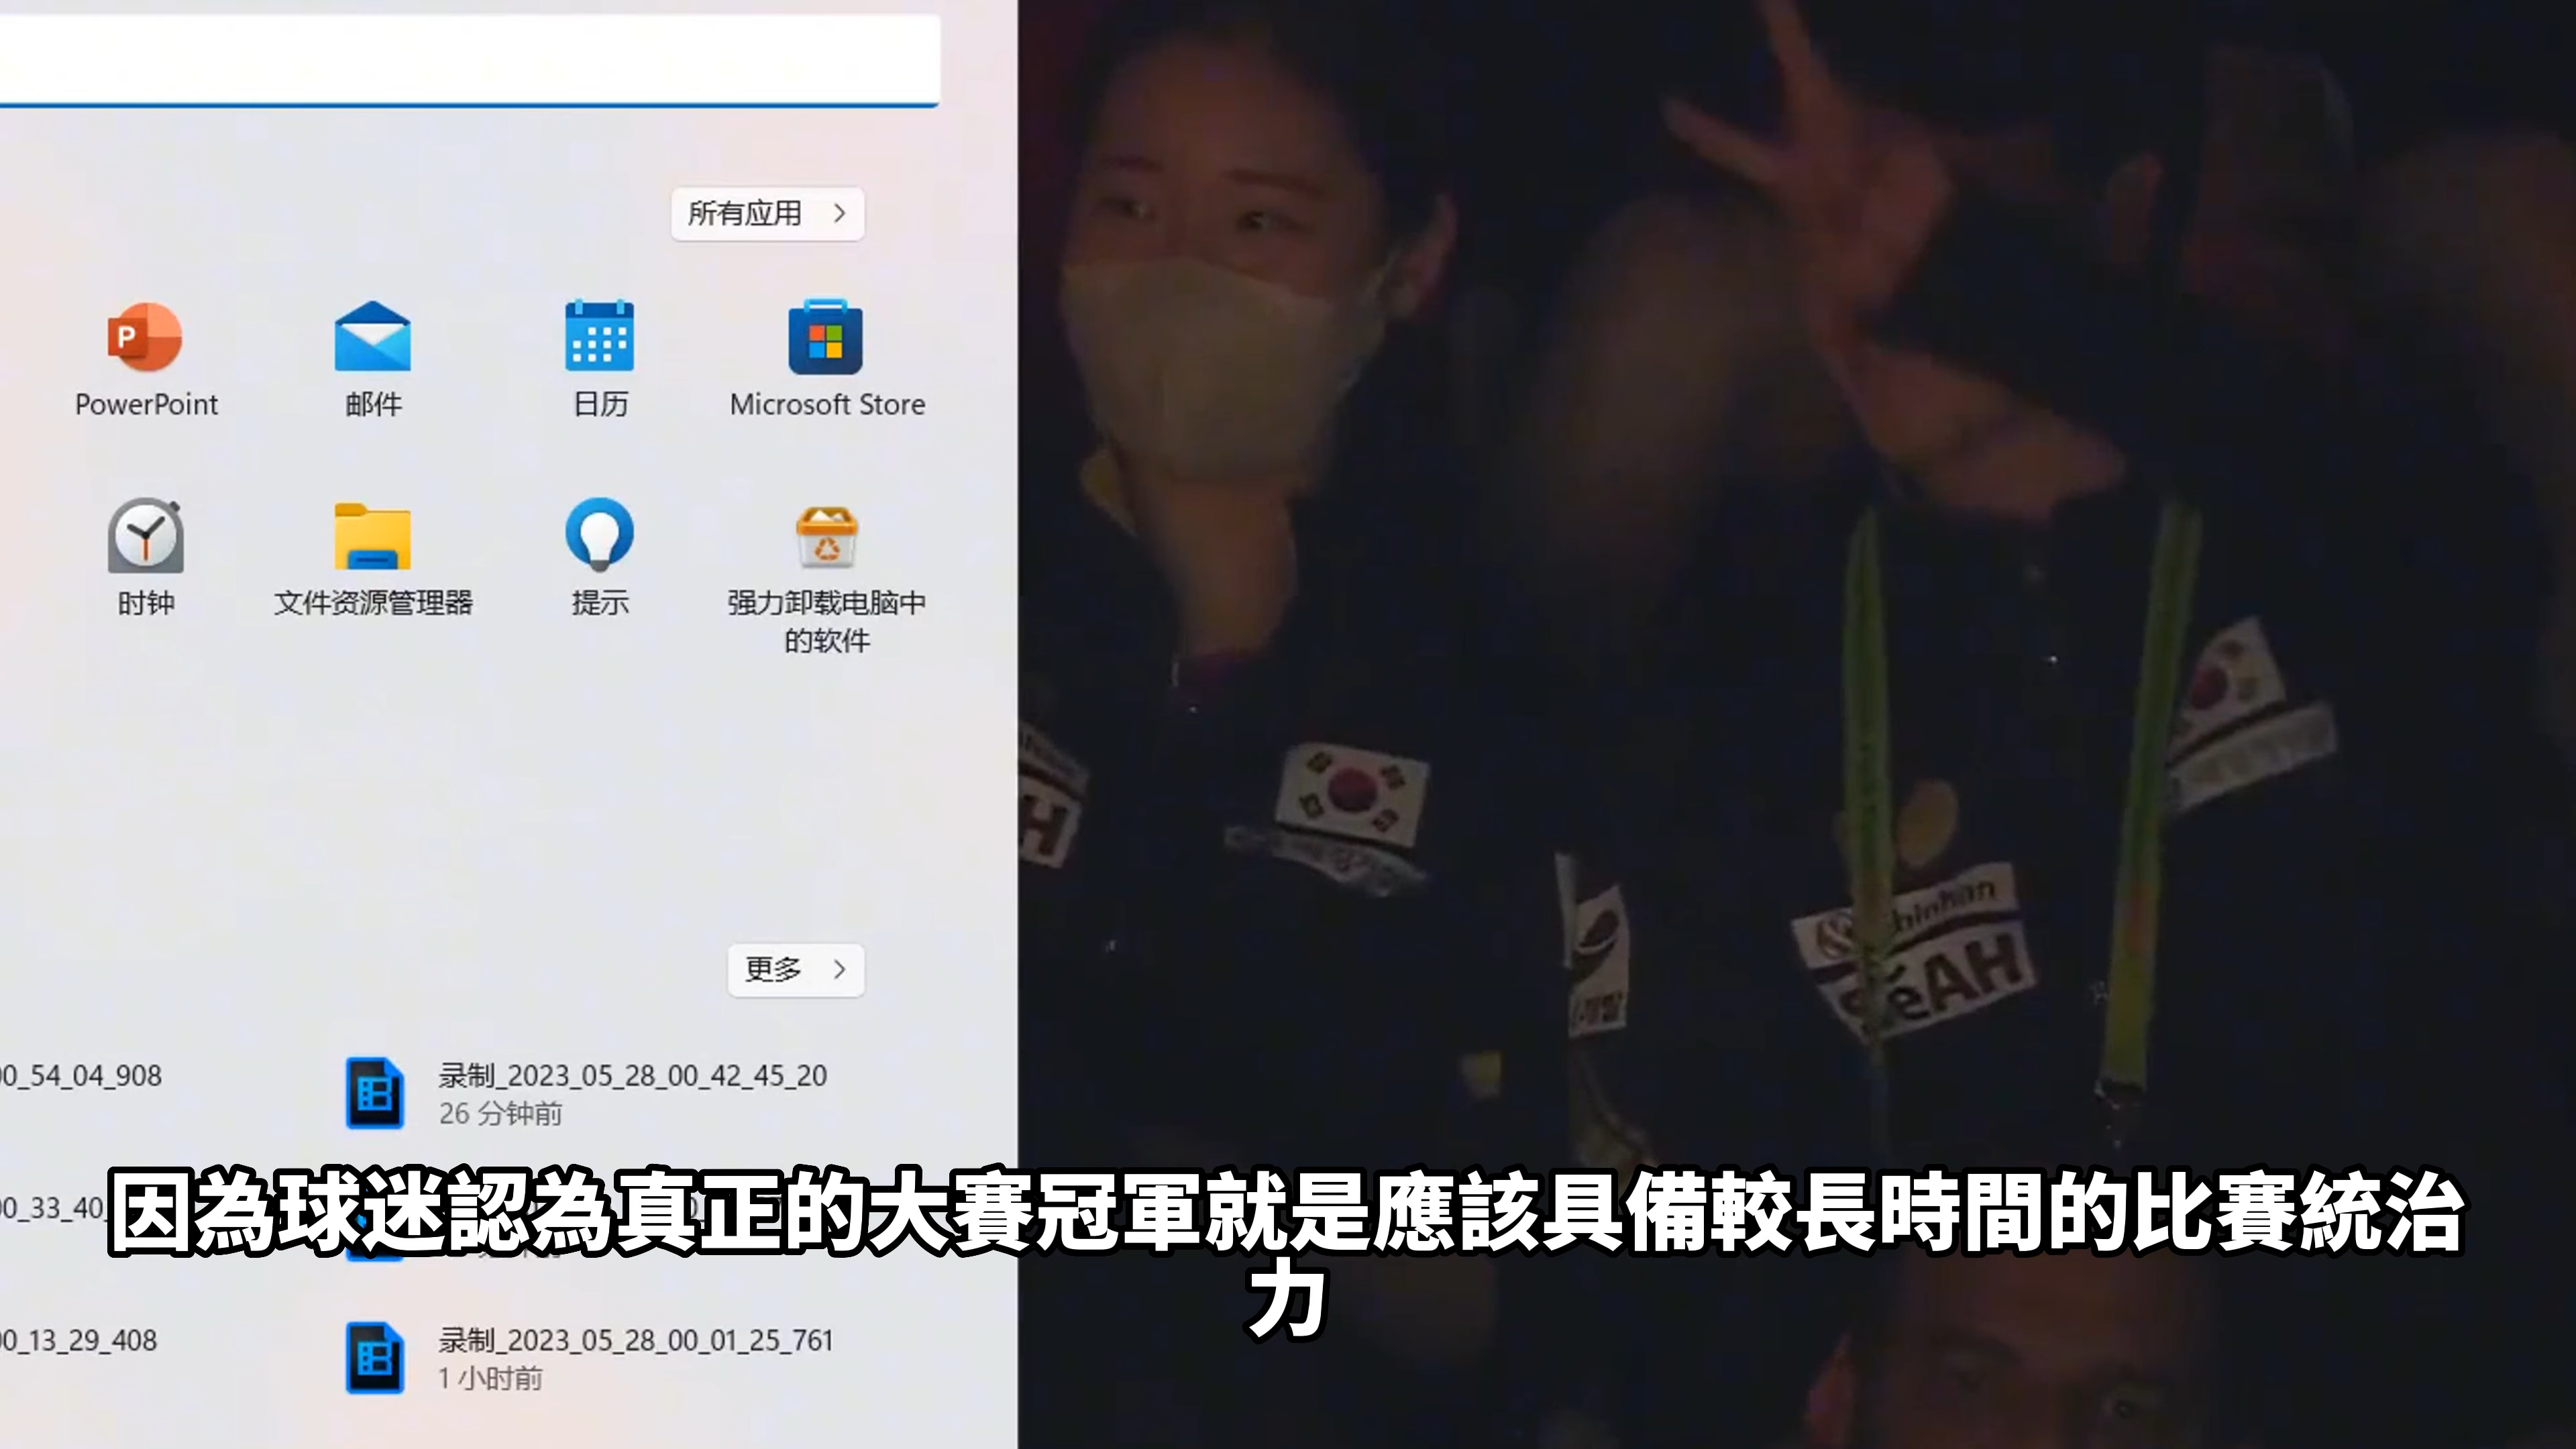 所有应用
PowerPoint
邮件
日历
Microsoft Store
时钟
文件资源管理器
提示
强力卸载电脑中
的软件
更多
00_54_04_908
录制_2023_05_28_00_42_45_20
26 分钟前
00_33_40
00_13_29_408
录制_2023_05_28_00_01_25_761
1 小时前
H
SeAH
因為球迷認為真正的大賽冠軍就是應該具備較長時間的比賽統治
力